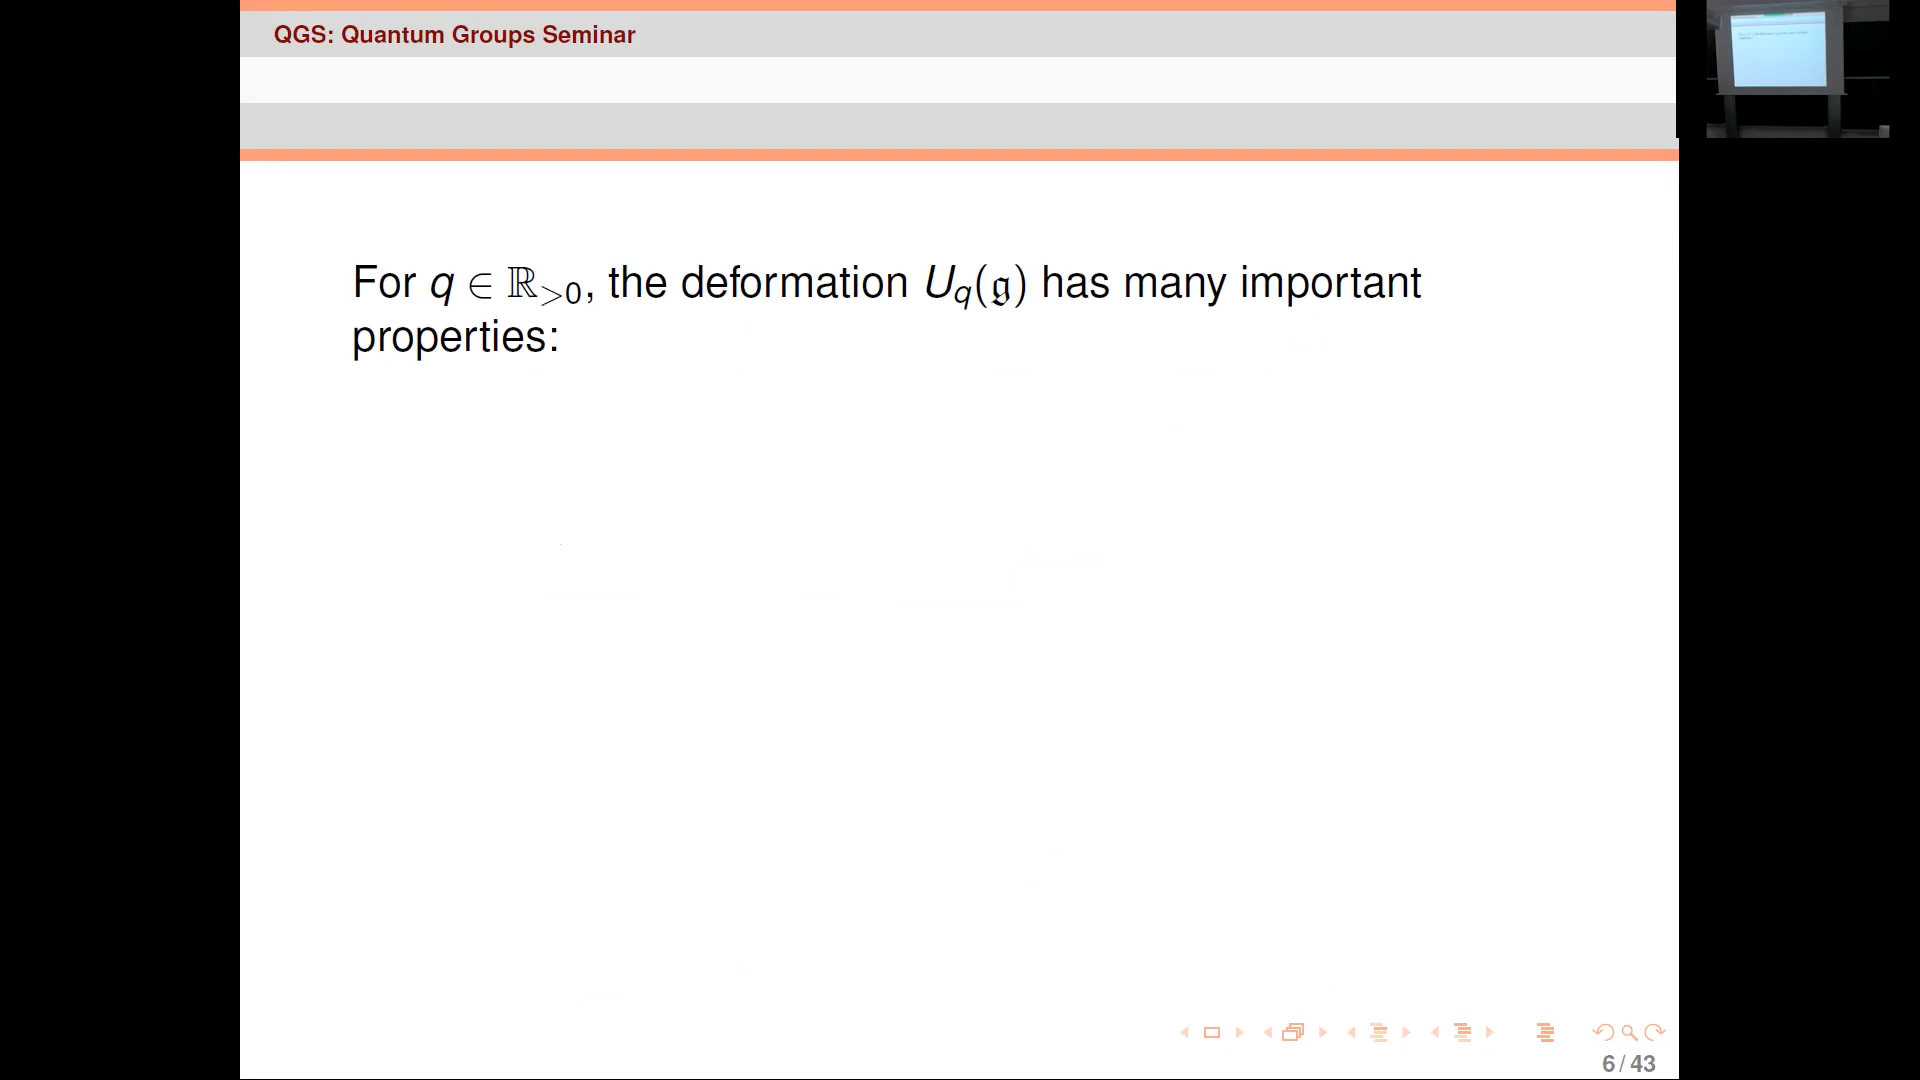 QGS: Quantum Groups Seminar
For q ∈ ℝ>0, the deformation Uq(𝔤) has many important
properties:
6 / 43